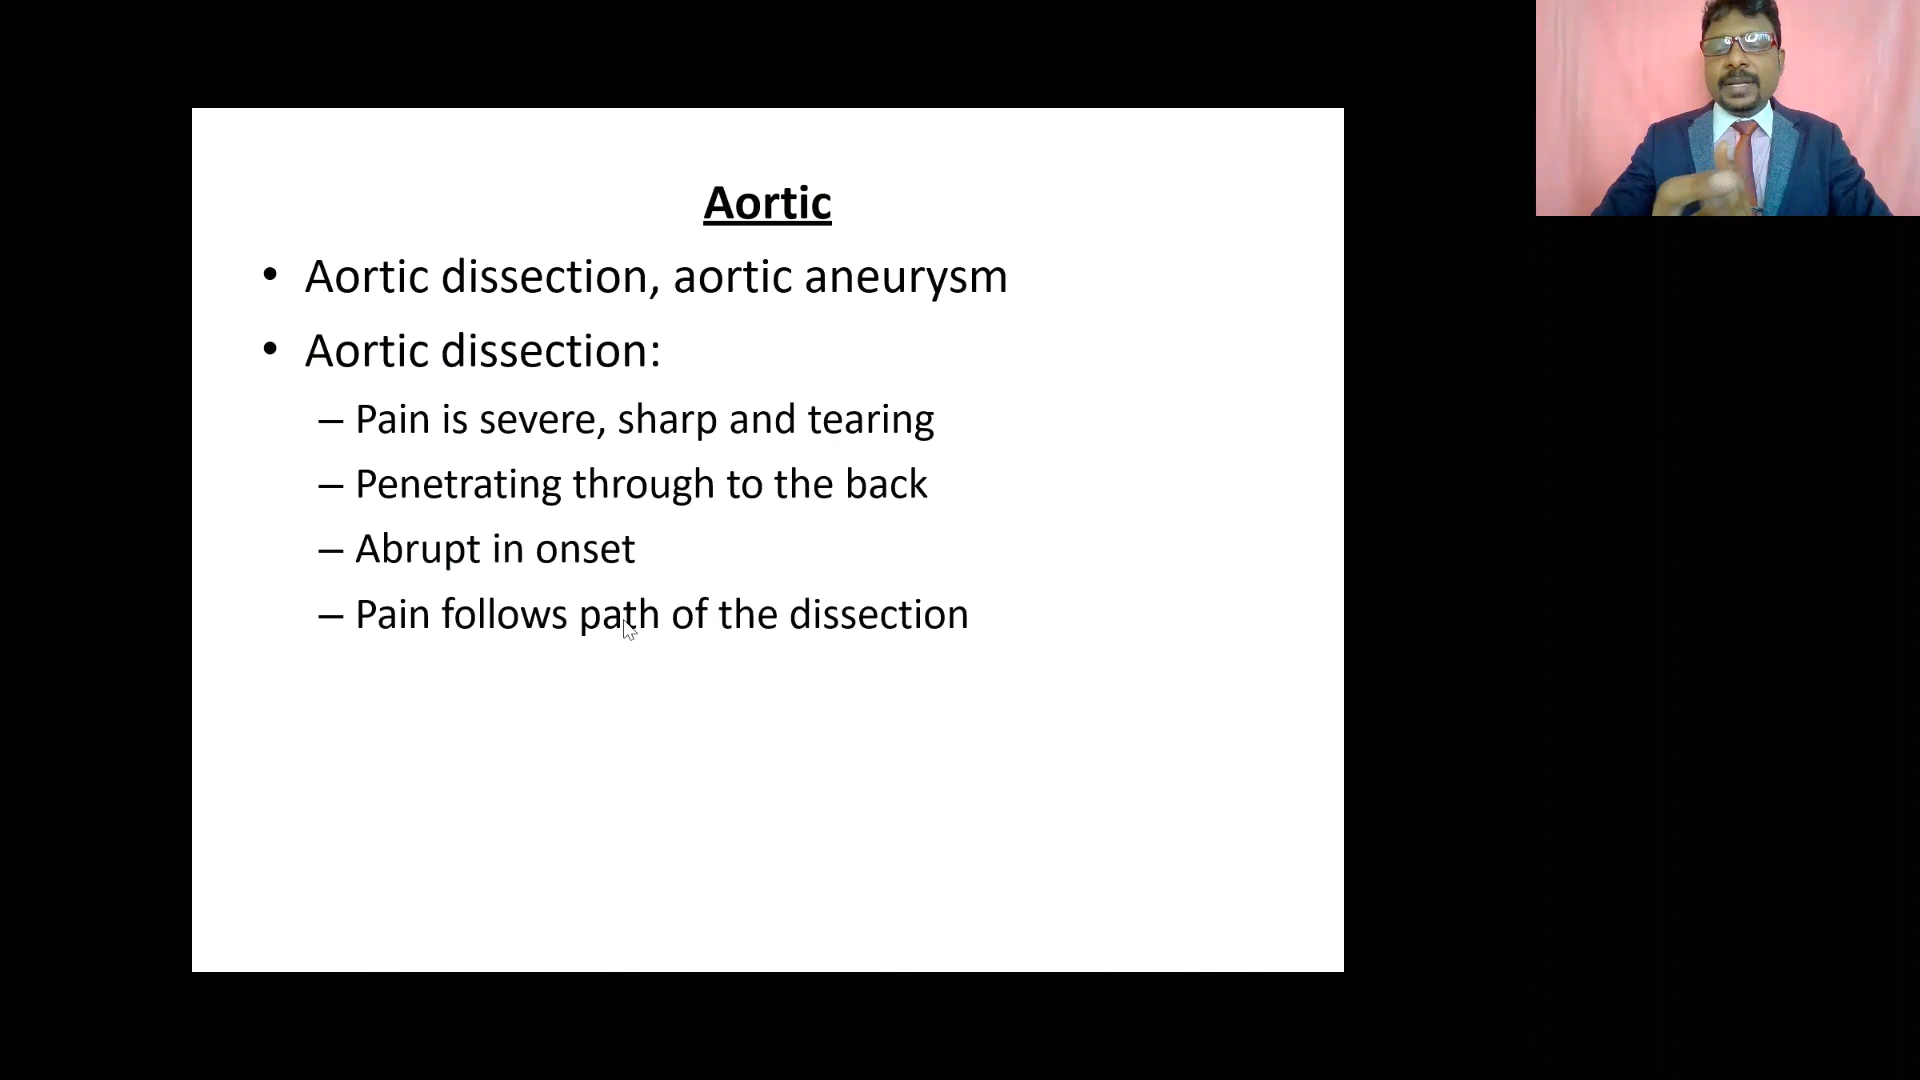 Aortic
• Aortic dissection, aortic aneurysm
• Aortic dissection:
– Pain is severe, sharp and tearing
– Penetrating through to the back
– Abrupt in onset
– Pain follows path of the dissection